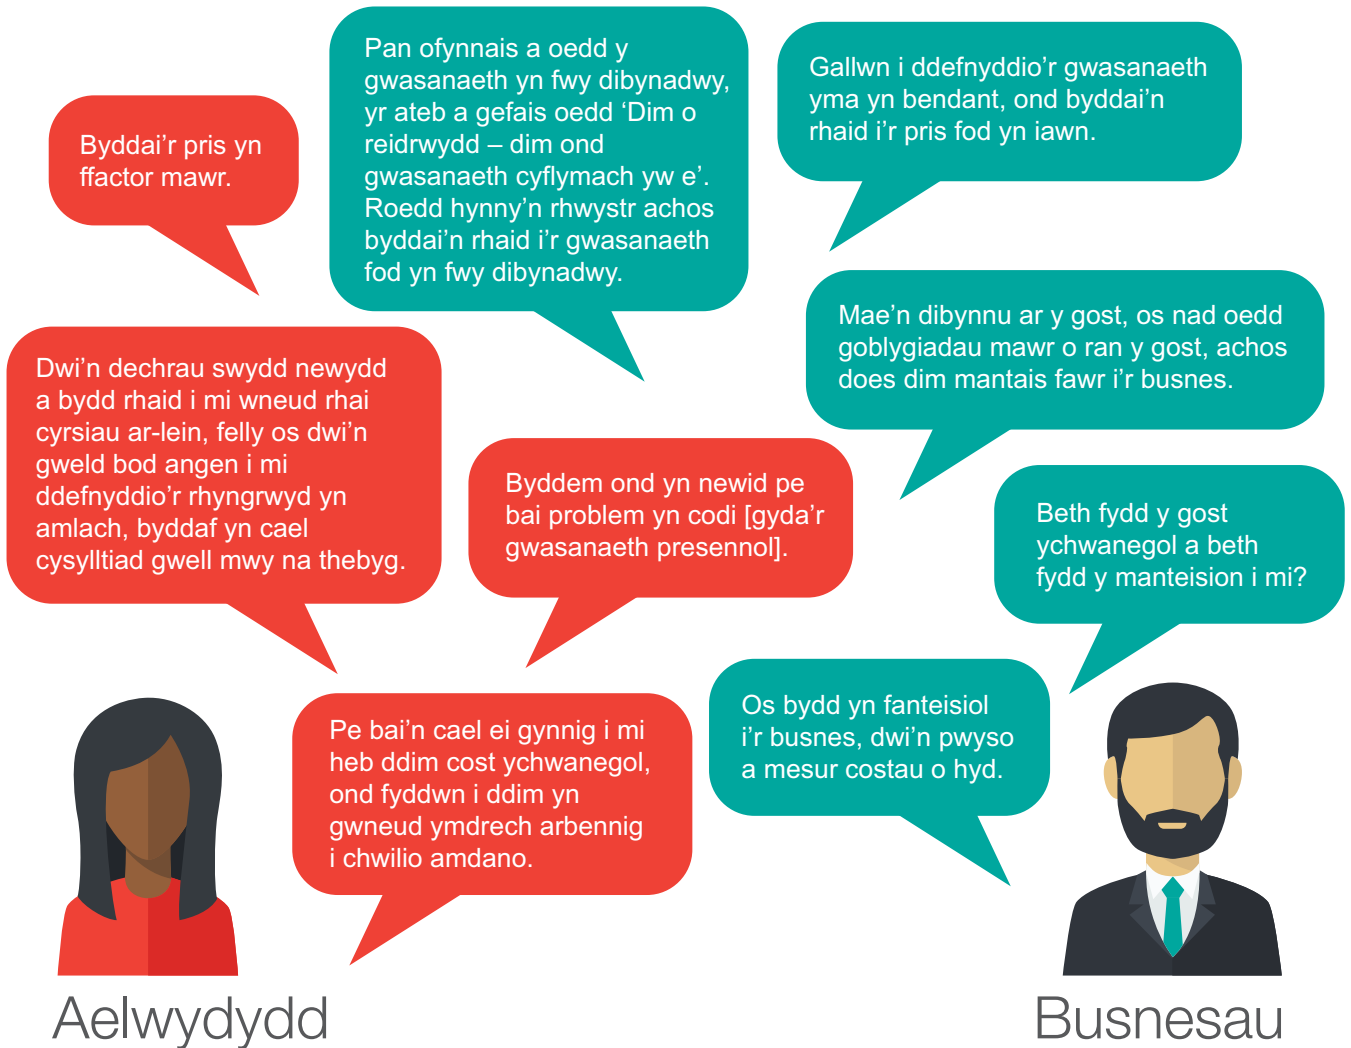 Pan ofynnais a oedd y
gwasanaeth yn fwy dibynadwy,
yr ateb a gefais oedd ‘Dim o
reidrwydd – dim ond
gwasanaeth cyflymach yw e’.
Roedd hynny’n rhwystr achos
byddai’n rhaid i’r gwasanaeth
fod yn fwy dibynadwy.
Gallwn i ddefnyddio’r gwasanaeth
yma yn bendant, ond byddai’n
rhaid i’r pris fod yn iawn.
Byddai’r pris yn
ffactor mawr.
Mae’n dibynnu ar y gost, os nad oedd
goblygiadau mawr o ran y gost, achos
does dim mantais fawr i’r busnes.
Dwi’n dechrau swydd newydd
a bydd rhaid i mi wneud rhai
cyrsiau ar-lein, felly os dwi’n
gweld bod angen i mi
ddefnyddio’r rhyngrwyd yn
amlach, byddaf yn cael
cysylltiad gwell mwy na thebyg.
Byddem ond yn newid pe
bai problem yn codi [gyda’r
gwasanaeth presennol].
Beth fydd y gost
ychwanegol a beth
fydd y manteision i mi?
Os bydd yn fanteisiol
i’r busnes, dwi’n pwyso
a mesur costau o hyd.
Pe bai’n cael ei gynnig i mi
heb ddim cost ychwanegol,
ond fyddwn i ddim yn
gwneud ymdrech arbennig
i chwilio amdano.
Aelwydydd
Busnesau